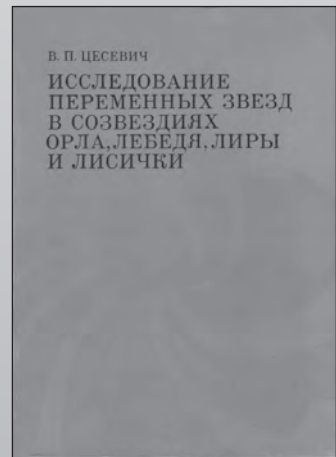 В. П. ЦЕСЕВИЧ
ИССЛЕДОВАНИЕ
ПЕРЕМЕННЫХ ЗВЕЗД
В СОЗВЕЗДИЯХ
ОРЛА, ЛЕБЕДЯ, ЛИРЫ
И ЛИСИЧКИ